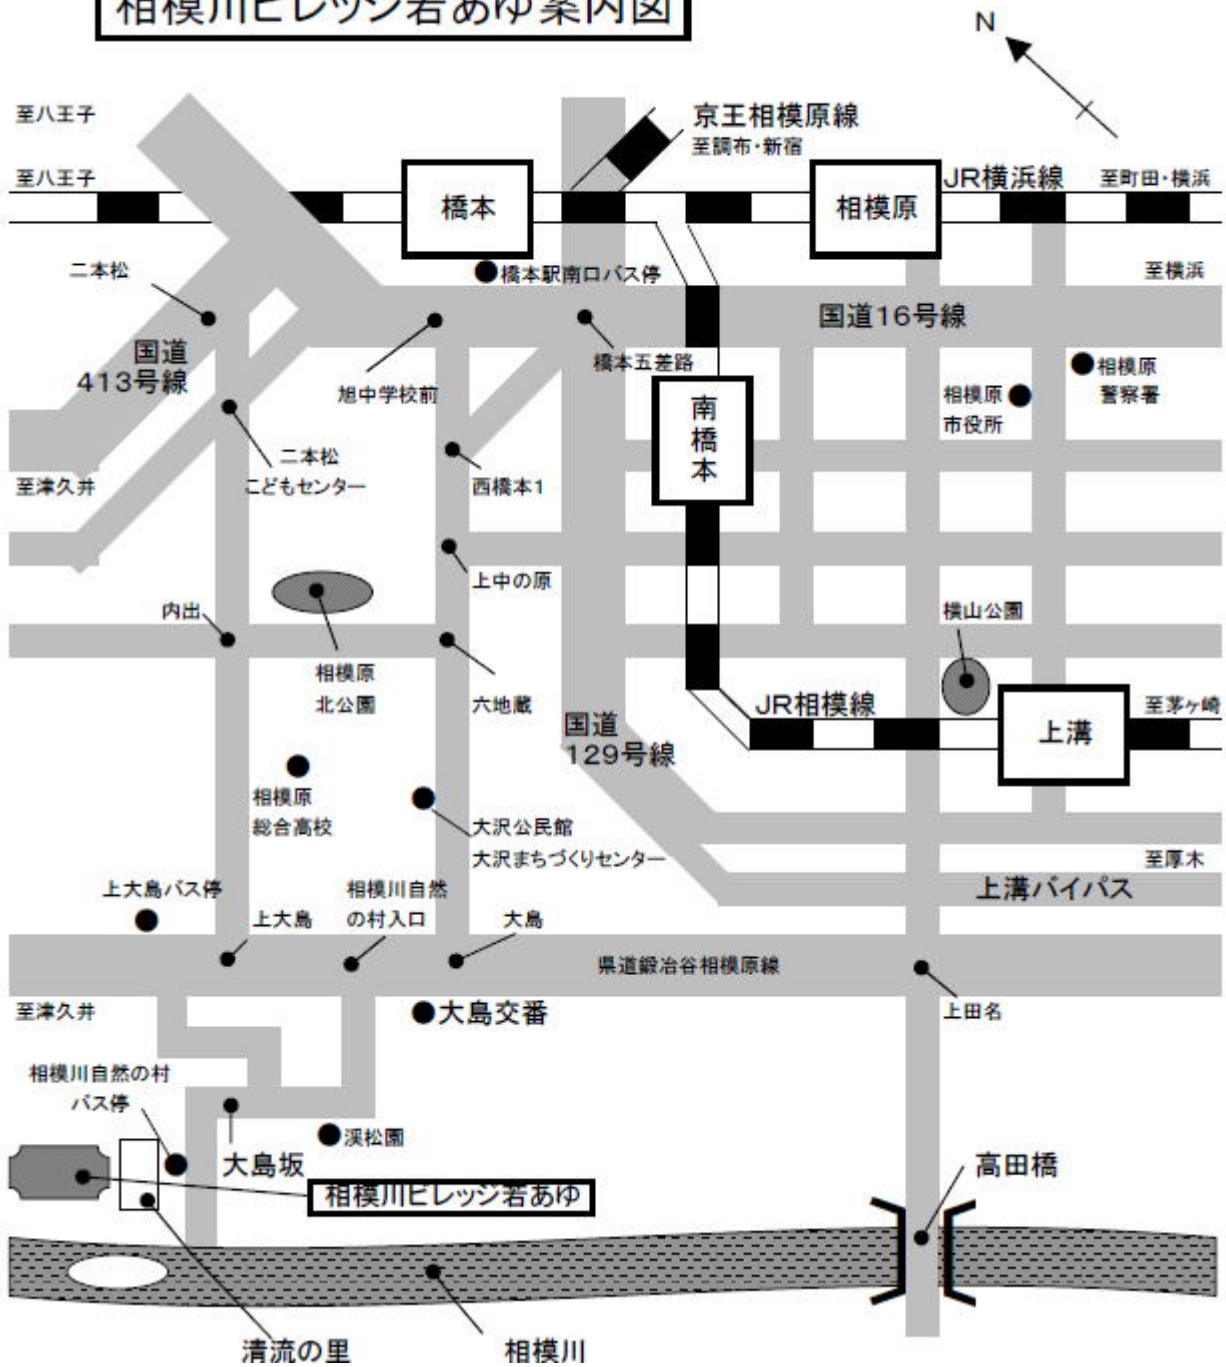 相模川ビレッジ若あゆ案内図
N
至八王子
京王相模原線
至調布・新宿
至八王子
橋本
相模原
JR横浜線
至町田・横浜
二本松
橋本駅南口バス停
至横浜
国道16号線
国道
413号線
旭中学校前
橋本五差路
相模原
警察署
相模原
市役所
南橋本
二本松
こどもセンター
至津久井
西橋本1
上中の原
内出
横山公園
相模原
北公園
六地蔵
JR相模線
至茅ヶ崎
上溝
国道
129号線
相模原
総合高校
大沢公民館
大沢まちづくりセンター
至厚木
上溝バイパス
上大島バス停
相模川自然
の村入口
上大島
大島
県道鍛冶谷相模原線
至津久井
大島交番
上田名
相模川自然の村
バス停
渓松園
大島坂
高田橋
相模川ビレッジ若あゆ
清流の里
相模川